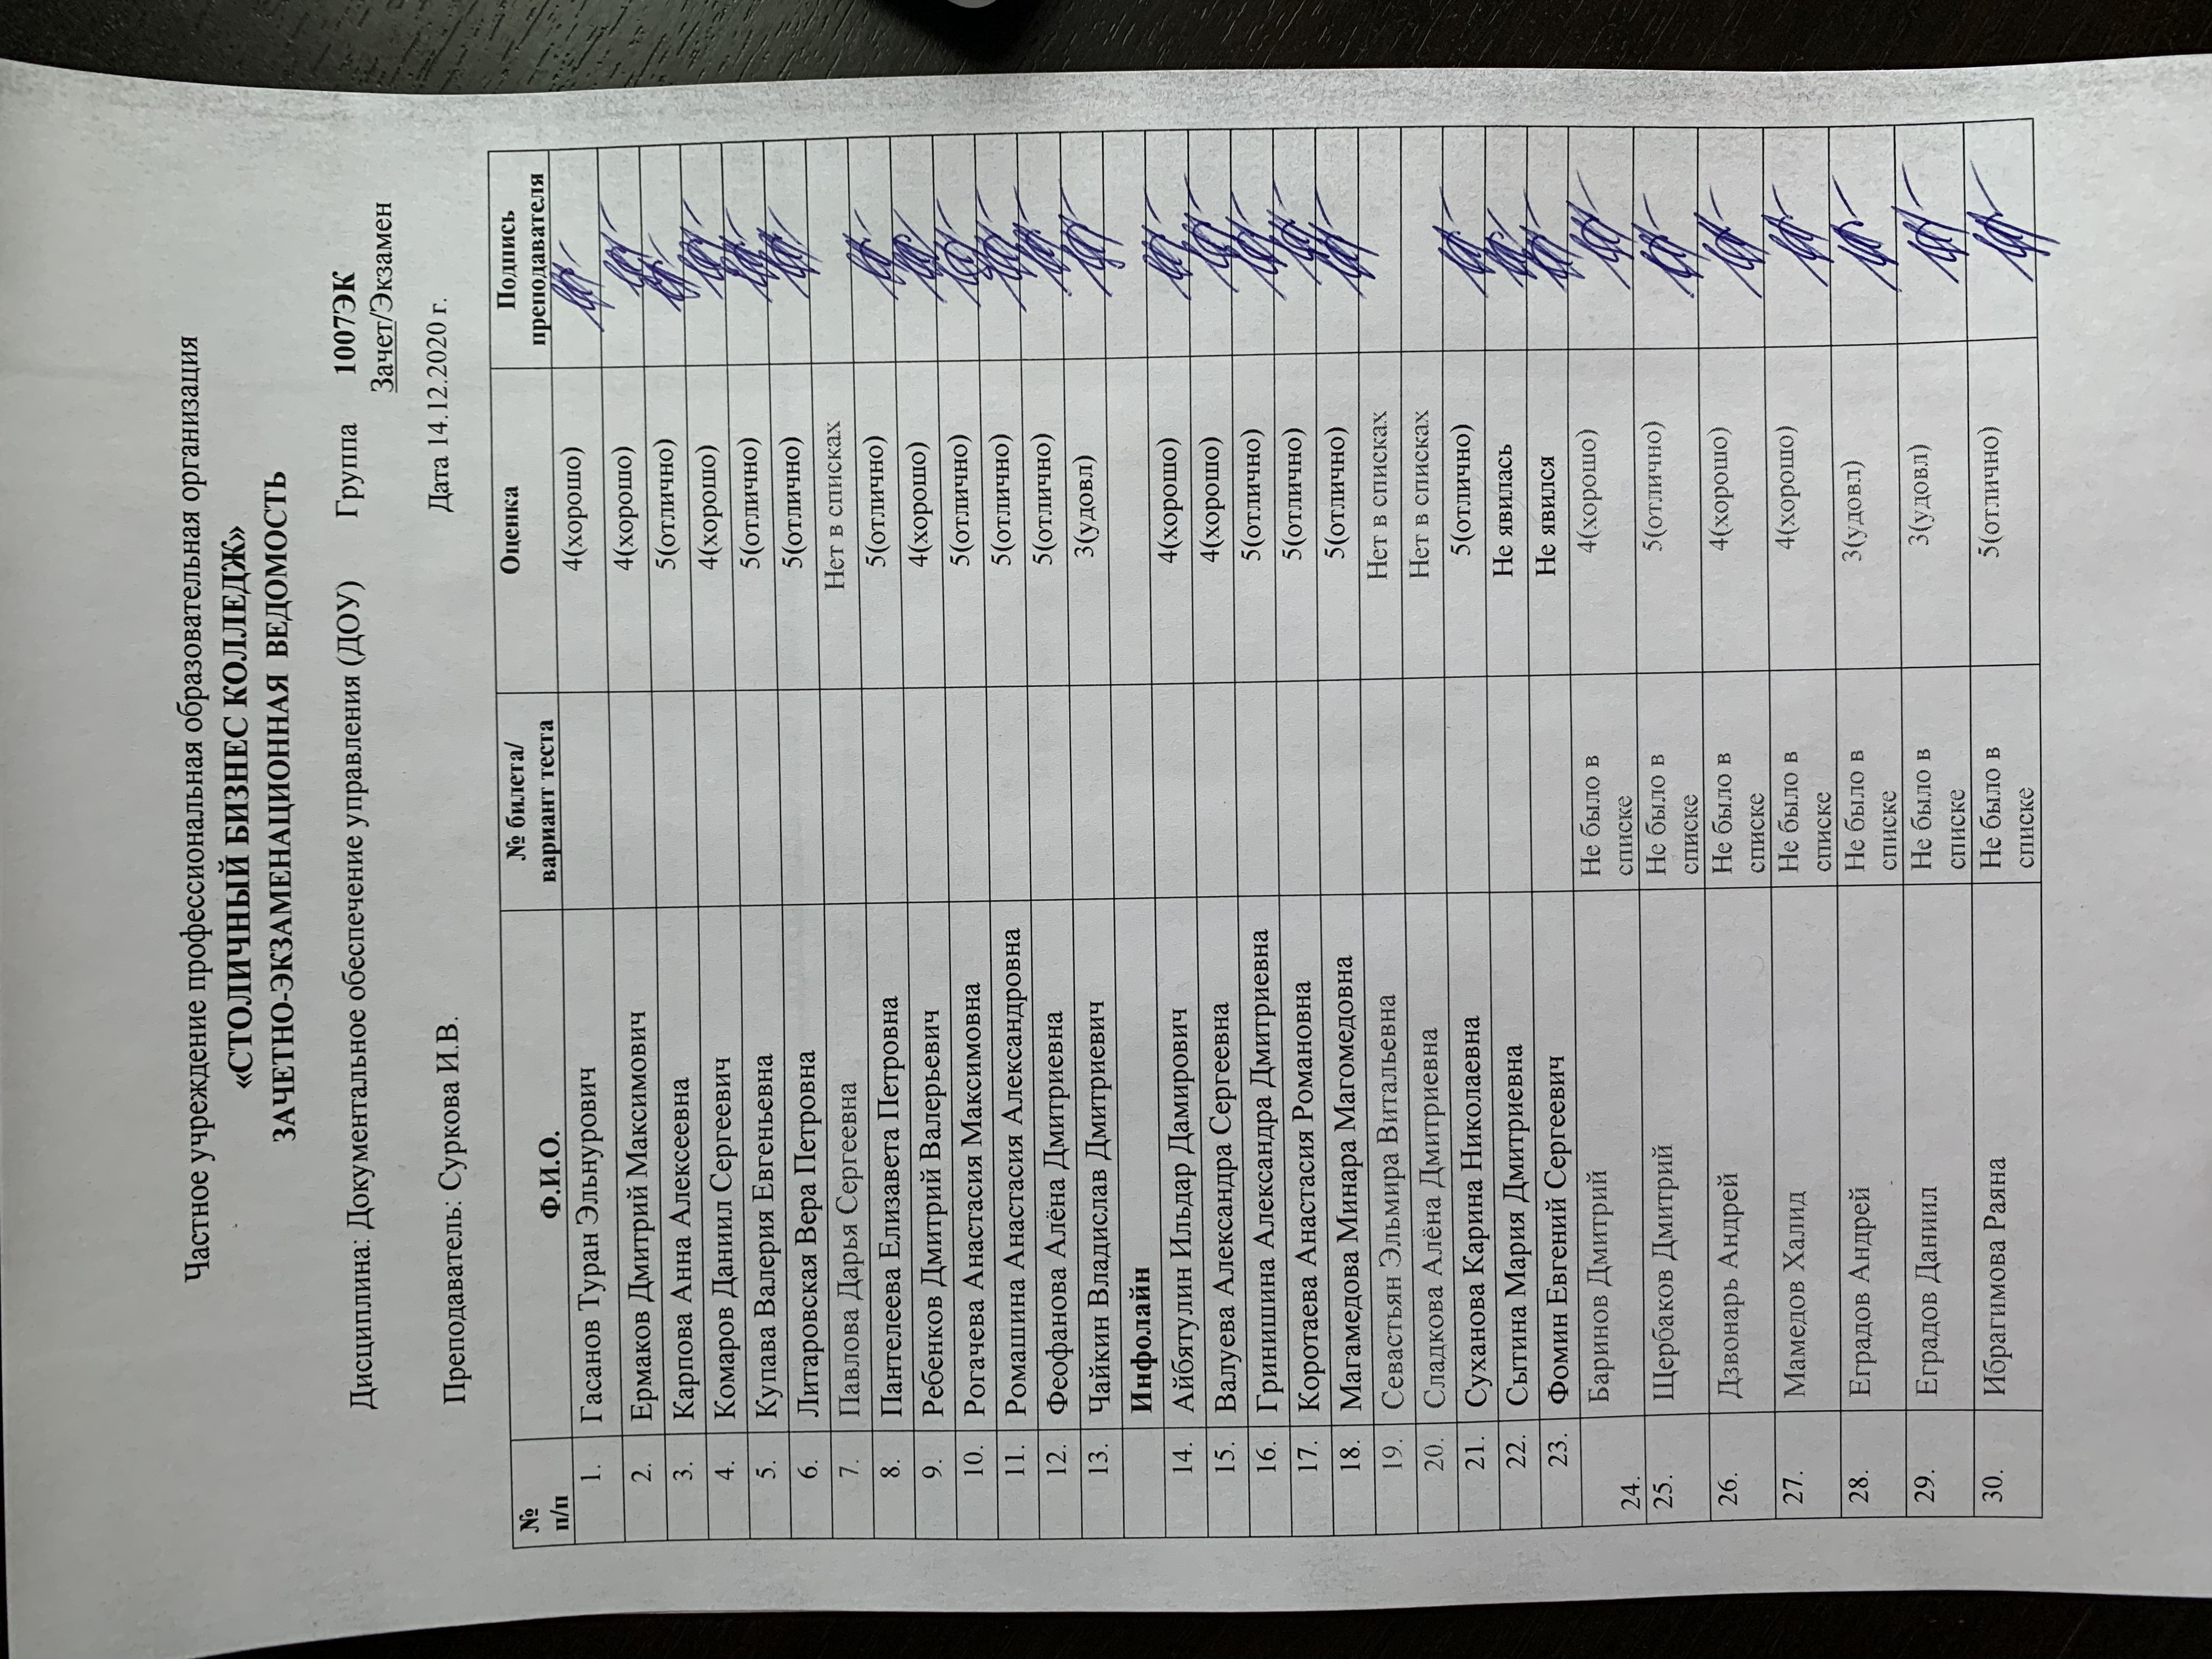 Частное учреждение профессиональная образовательная организация
«СТОЛИЧНЫЙ БИЗНЕС КОЛЛЕДЖ»
ЗАЧЕТНО-ЭКЗАМЕНАЦИОННАЯ ВЕДОМОСТЬ
Дисциплина: Документальное обеспечение управления (ДОУ) Группа 1007ЭК
Зачет/Экзамен
Преподаватель: Суркова И.В. Дата 14.12.2020 г.
№ п/п Ф.И.О. № билета/ вариант теста Оценка Подпись преподавателя
1. Гасанов Туран Эльнурович 4(хорошо)
2. Ермаков Дмитрий Максимович 4(хорошо)
3. Карпова Анна Алексеевна 5(отлично)
4. Комаров Даниил Сергеевич 4(хорошо)
5. Купава Валерия Евгеньевна 5(отлично)
6. Литаровская Вера Петровна 5(отлично)
7. Павлова Дарья Сергеевна Нет в списках
8. Пантелеева Елизавета Петровна 5(отлично)
9. Ребенков Дмитрий Валерьевич 4(хорошо)
10. Рогачева Анастасия Максимовна 5(отлично)
11. Ромашина Анастасия Александровна 5(отлично)
12. Феофанова Алёна Дмитриевна 5(отлично)
13. Чайкин Владислав Дмитриевич 3(удовл)
Инфолайн
14. Айбятулин Ильдар Дамирович 4(хорошо)
15. Валуева Александра Сергеевна 4(хорошо)
16. Гринишина Александра Дмитриевна 5(отлично)
17. Коротаева Анастасия Романовна 5(отлично)
18. Магамедова Минара Магомедовна 5(отлично)
19. Севастьян Эльмира Витальевна Нет в списках
20. Сладкова Алёна Дмитриевна Нет в списках
21. Суханова Карина Николаевна 5(отлично)
22. Сытина Мария Дмитриевна Не явилась
23. Фомин Евгений Сергеевич Не явился
24. Баринов Дмитрий Не было в списке 4(хорошо)
25. Щербаков Дмитрий Не было в списке 5(отлично)
26. Дзвонарь Андрей Не было в списке 4(хорошо)
27. Мамедов Халид Не было в списке 4(хорошо)
28. Еградов Андрей Не было в списке 3(удовл)
29. Еградов Даниил Не было в списке 3(удовл)
30. Ибрагимова Раяна Не было в списке 5(отлично)